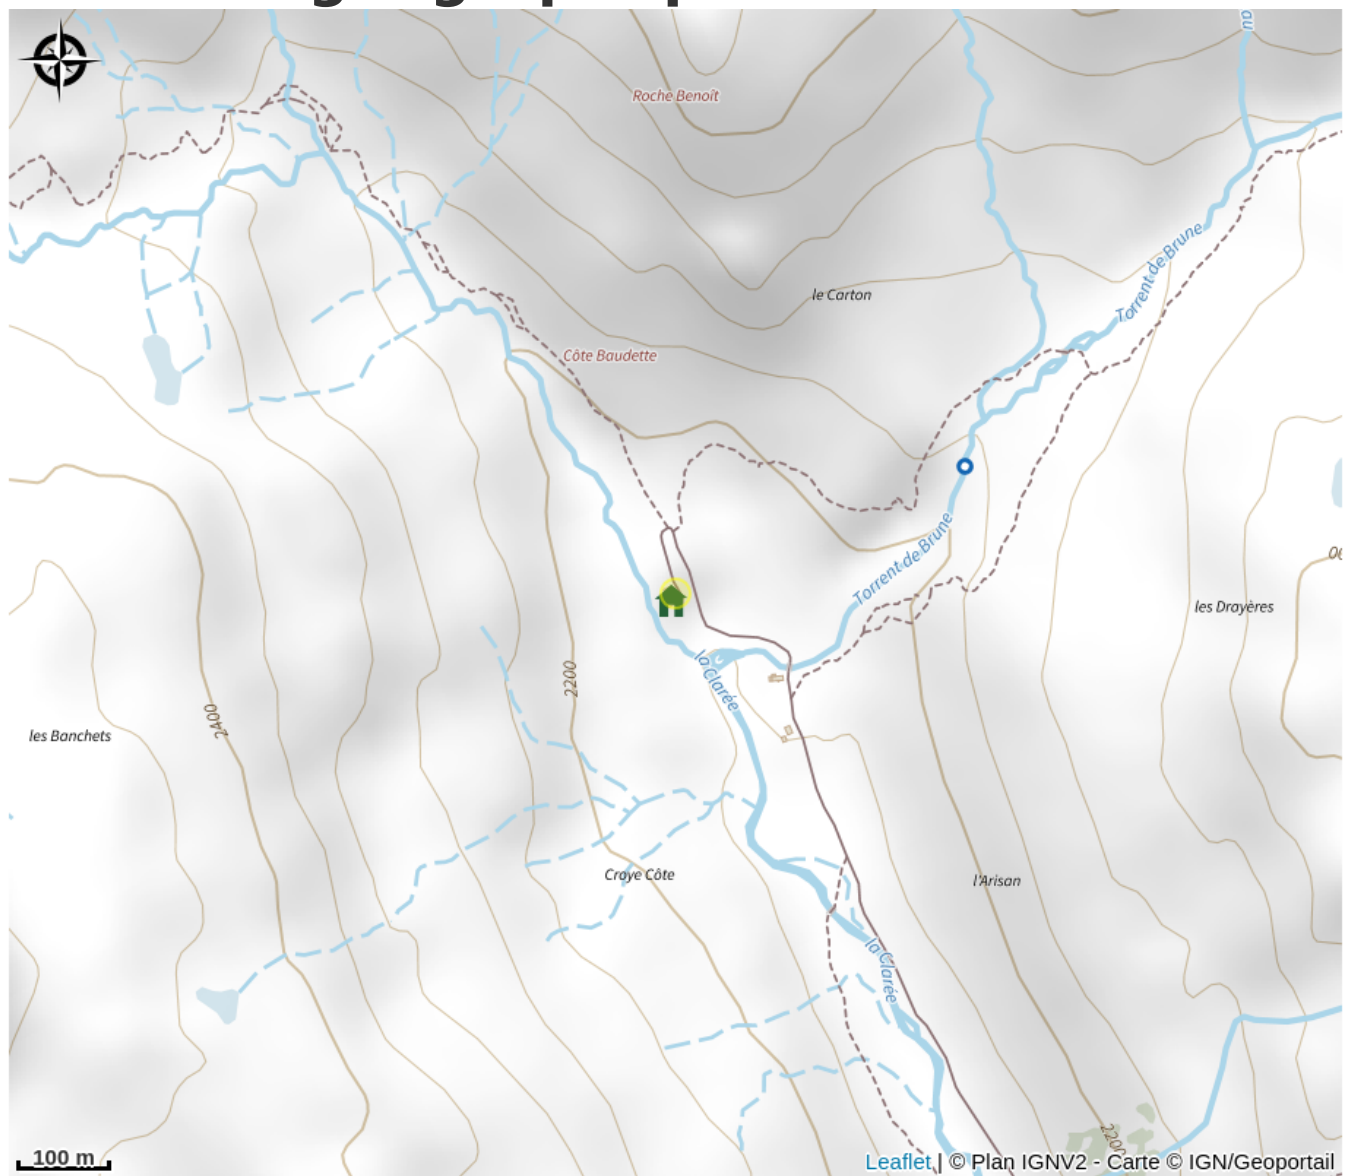 au
Roche Benoît
Torrent de Brune
le Carton
Côte Baudette
Torrent de Brune
les Drayères
la Clarée
2200
2400
les Banchets
Croye Côte
l'Arisan
la Clarée
2200
100 m
Leaflet | © Plan IGNV2 - Carte © IGN/Geoportail